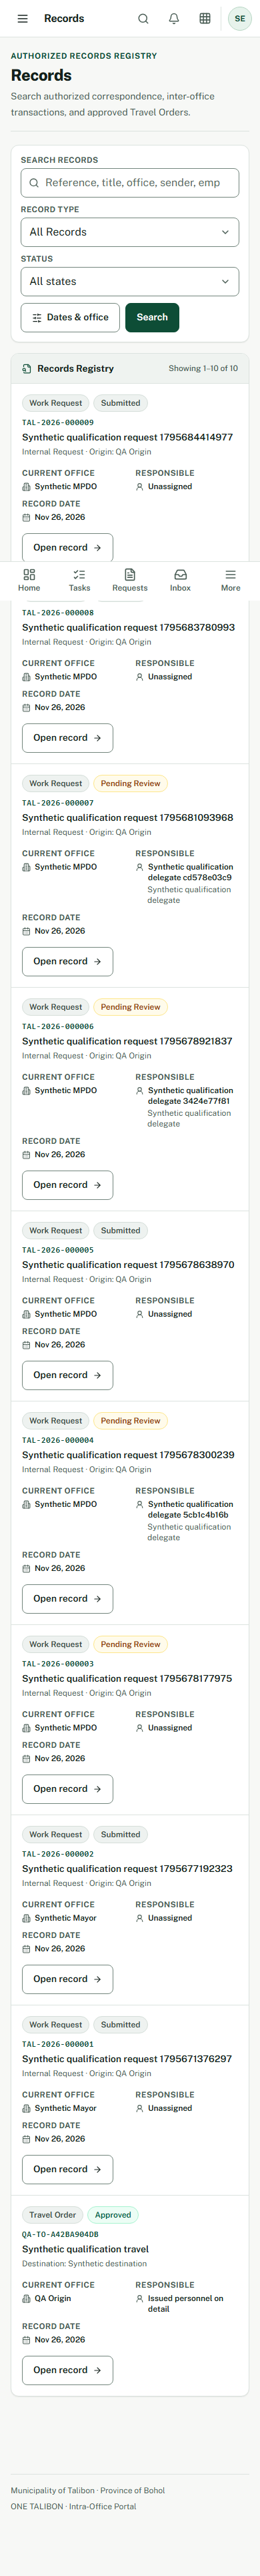 Records
SE
AUTHORIZED RECORDS REGISTRY
Records
Search authorized correspondence, inter-office
transactions, and approved Travel Orders.
SEARCH RECORDS
Reference, title, office, sender, emp
RECORD TYPE
All Records
STATUS
All states
Dates & office
Search
Records Registry
Showing 1–10 of 10
Work Request
Submitted
TAL-2026-000009
Synthetic qualification request 1795684414977
Internal Request · Origin: QA Origin
CURRENT OFFICE
RESPONSIBLE
Synthetic MPDO
Unassigned
RECORD DATE
Nov 26, 2026
Open record
Home
Tasks
Requests
Inbox
More
TAL-2026-000008
Synthetic qualification request 1795683780993
Internal Request · Origin: QA Origin
CURRENT OFFICE
RESPONSIBLE
Synthetic MPDO
Unassigned
RECORD DATE
Nov 26, 2026
Open record
Work Request
Pending Review
TAL-2026-000007
Synthetic qualification request 1795681093968
Internal Request · Origin: QA Origin
CURRENT OFFICE
RESPONSIBLE
Synthetic MPDO
Synthetic qualification
delegate cd578e03c9
Synthetic qualification
delegate
RECORD DATE
Nov 26, 2026
Open record
Work Request
Pending Review
TAL-2026-000006
Synthetic qualification request 1795678921837
Internal Request · Origin: QA Origin
CURRENT OFFICE
RESPONSIBLE
Synthetic MPDO
Synthetic qualification
delegate 3424e77f81
Synthetic qualification
delegate
RECORD DATE
Nov 26, 2026
Open record
Work Request
Submitted
TAL-2026-000005
Synthetic qualification request 1795678638970
Internal Request · Origin: QA Origin
CURRENT OFFICE
RESPONSIBLE
Synthetic MPDO
Unassigned
RECORD DATE
Nov 26, 2026
Open record
Work Request
Pending Review
TAL-2026-000004
Synthetic qualification request 1795678300239
Internal Request · Origin: QA Origin
CURRENT OFFICE
RESPONSIBLE
Synthetic MPDO
Synthetic qualification
delegate 5cb1c4b16b
Synthetic qualification
delegate
RECORD DATE
Nov 26, 2026
Open record
Work Request
Pending Review
TAL-2026-000003
Synthetic qualification request 1795678177975
Internal Request · Origin: QA Origin
CURRENT OFFICE
RESPONSIBLE
Synthetic MPDO
Unassigned
RECORD DATE
Nov 26, 2026
Open record
Work Request
Submitted
TAL-2026-000002
Synthetic qualification request 1795677192323
Internal Request · Origin: QA Origin
CURRENT OFFICE
RESPONSIBLE
Synthetic Mayor
Unassigned
RECORD DATE
Nov 26, 2026
Open record
Work Request
Submitted
TAL-2026-000001
Synthetic qualification request 1795671376297
Internal Request · Origin: QA Origin
CURRENT OFFICE
RESPONSIBLE
Synthetic Mayor
Unassigned
RECORD DATE
Nov 26, 2026
Open record
Travel Order
Approved
QA-TO-A42BA904DB
Synthetic qualification travel
Destination: Synthetic destination
CURRENT OFFICE
RESPONSIBLE
QA Origin
Issued personnel on
detail
RECORD DATE
Nov 26, 2026
Open record
Municipality of Talibon · Province of Bohol
ONE TALIBON · Intra-Office Portal